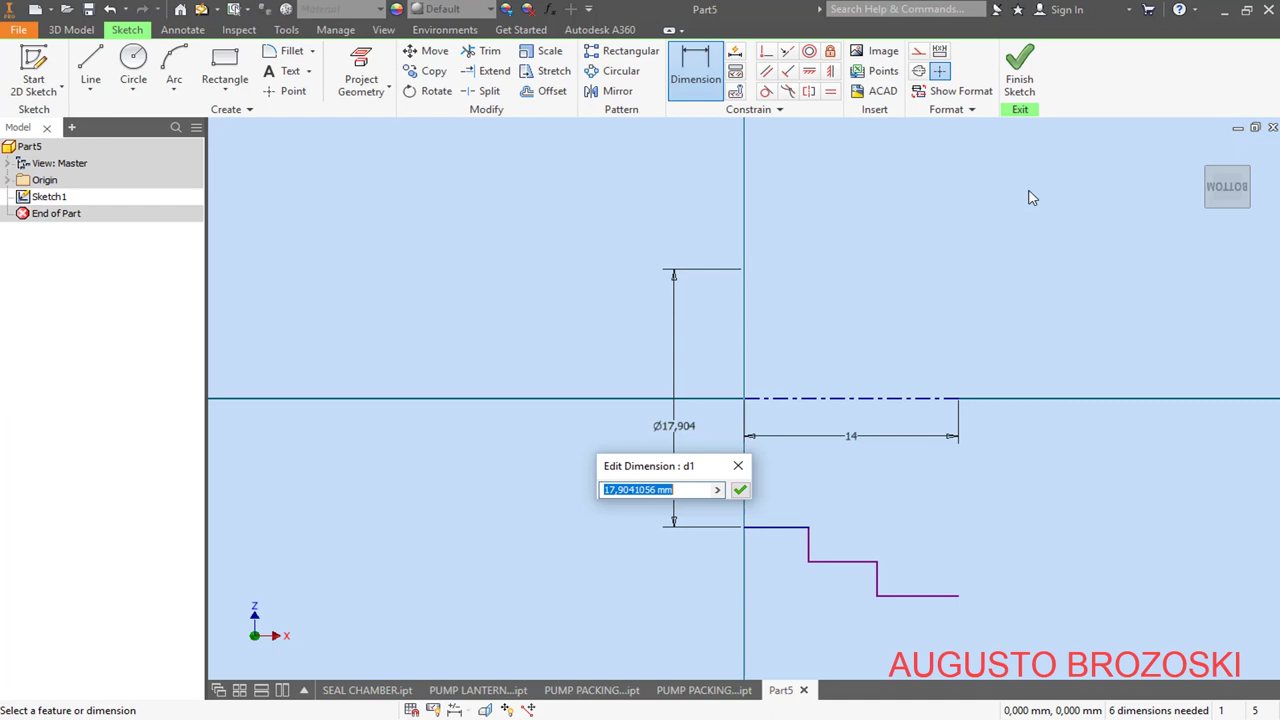 Material
Default
Part5
Search Help & Commands...
Sign In
PRO
File
3D Model
Sketch
Annotate
Inspect
Tools
Manage
View
Environments
Get Started
Autodesk A360
Start
2D Sketch
Line
Circle
Arc
Rectangle
Fillet
Text
Point
Project
Geometry
Move
Copy
Rotate
Trim
Extend
Split
Scale
Stretch
Offset
Rectangular
Circular
Mirror
Dimension
Image
Points
ACAD
Show Format
Finish
Sketch
Sketch
Create
Modify
Pattern
Constrain
Insert
Format
Exit
Model
Part5
View: Master
Origin
Sketch1
End of Part
BOTTOM
Ø17,904
14
Edit Dimension : d1
17,9041056 mm
Z
X
AUGUSTO BROZOSKI
SEAL CHAMBER.ipt
PUMP LANTERN...ipt
PUMP PACKING...ipt
PUMP PACKING...ipt
Part5
Select a feature or dimension
0,000 mm, 0,000 mm
6 dimensions needed
1
5